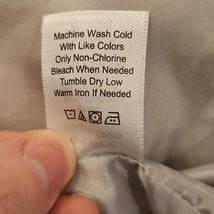 Machine Wash Cold
With Like Colors
Only Non-Chlorine
Bleach When Needed
Tumble Dry Low
Warm Iron If Needed